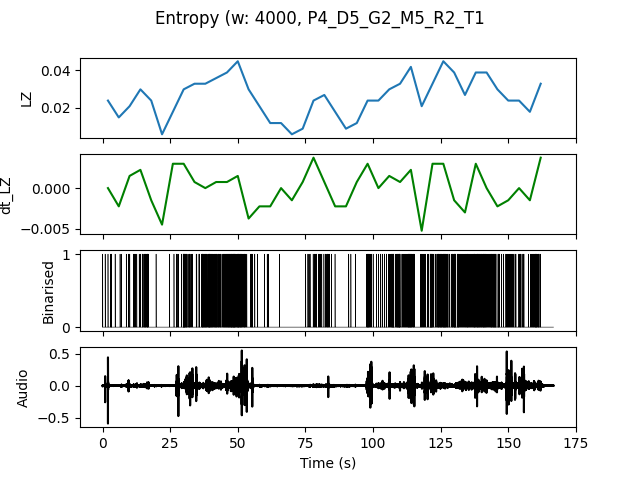 Entropy (w: 4000, P4_D5_G2_M5_R2_T1
0.04
0.02
LZ
0.000
−0.005
dt_LZ
1
0
Binarised
0.5
0.0
−0.5
Audio
0 25 50 75 100 125 150 175
Time (s)